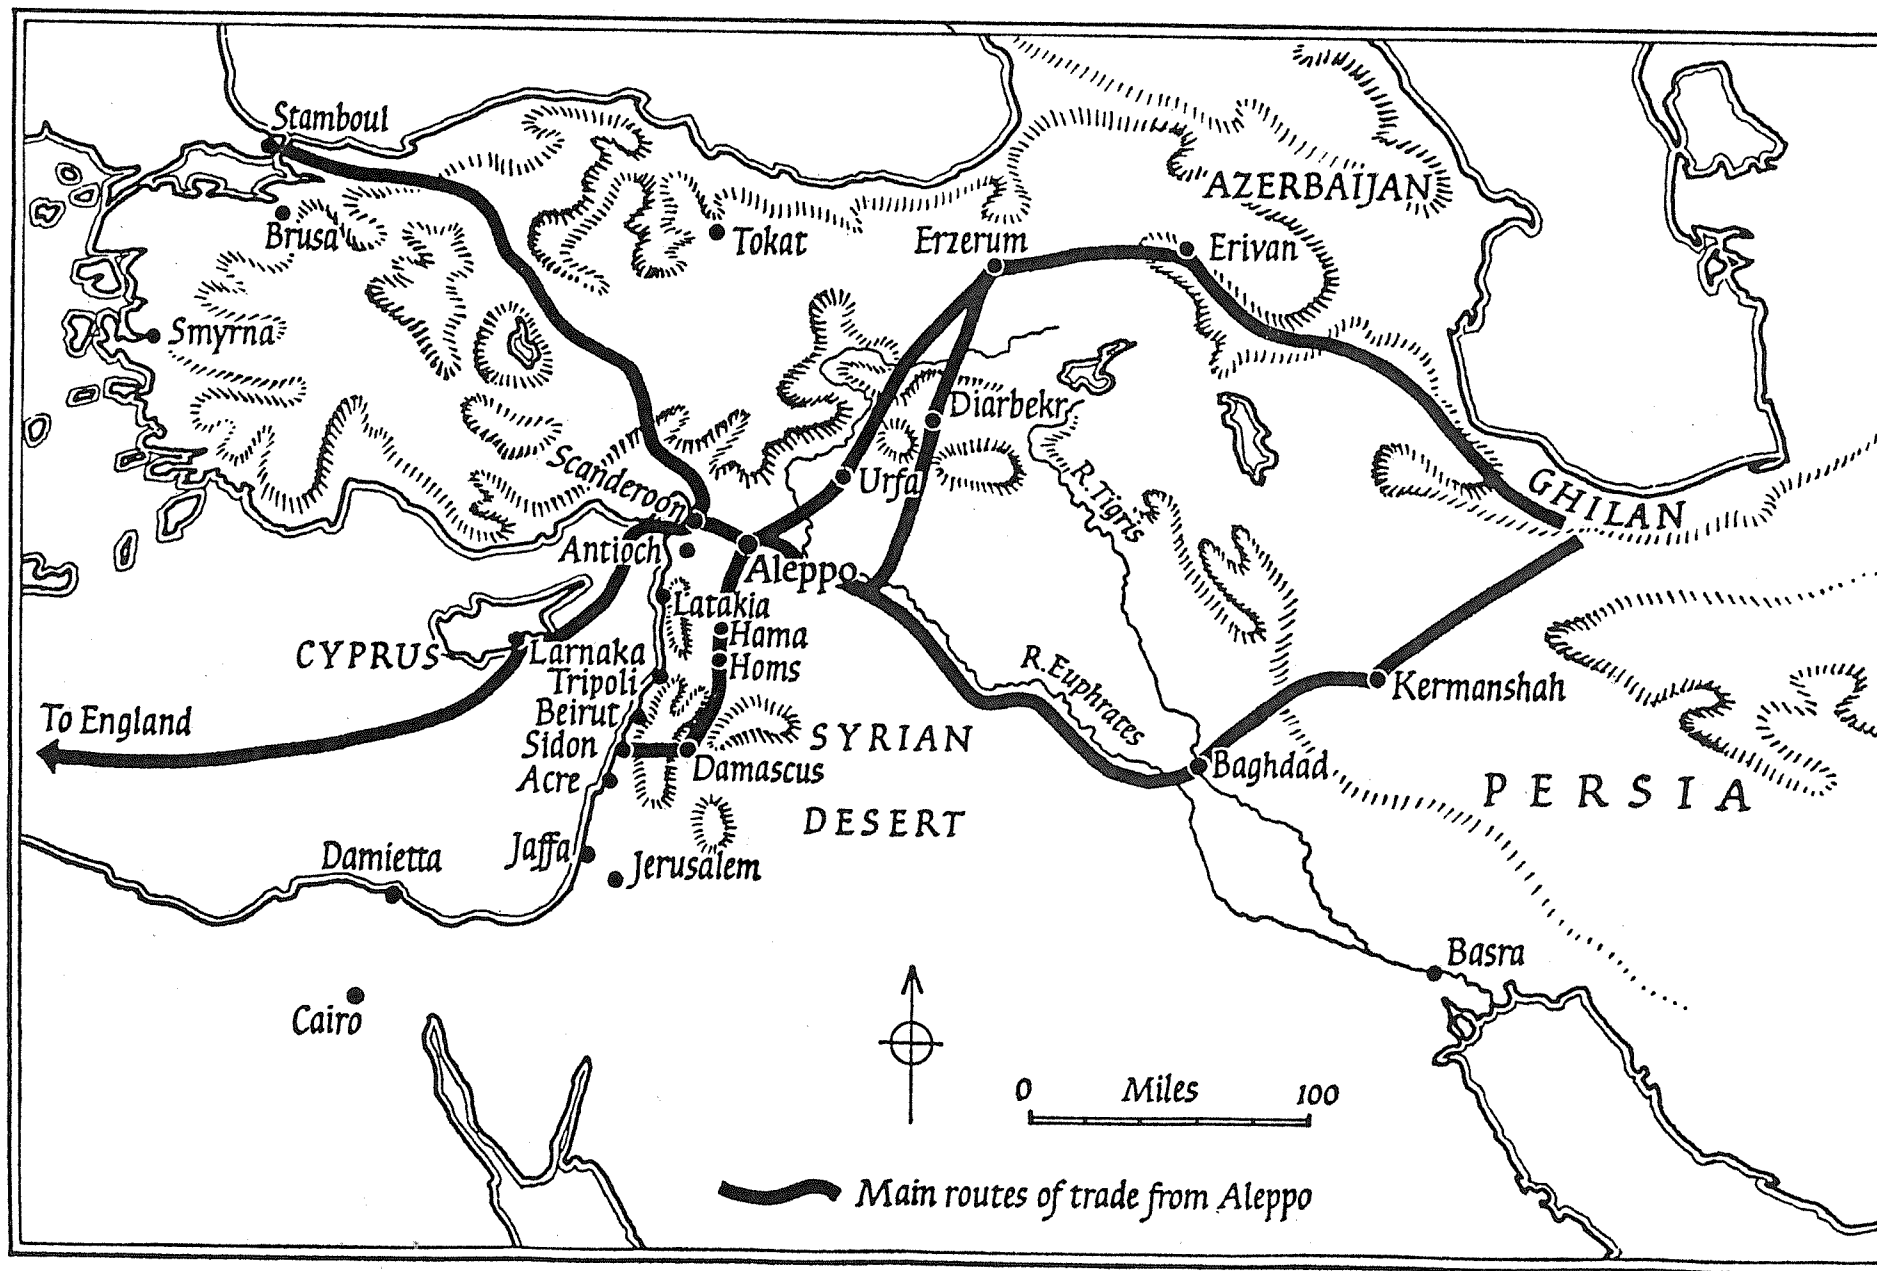 Stamboul
AZERBAIJAN
Brusa
Tokat
Erzerum
Erivan
Smyrna
Diarbekr
Scanderoon
Urfa
R. Tigris
GHILAN
Antioch
Aleppo
Latakia
Hama
CYPRUS
Larnaka
Homs
R. Euphrates
Tripoli
Kermanshah
Beirut
To England
Sidon
SYRIAN
Damascus
Baghdad
Acre
PERSIA
DESERT
Jaffa
Damietta
Jerusalem
Basra
Cairo
0 Miles 100
Main routes of trade from Aleppo